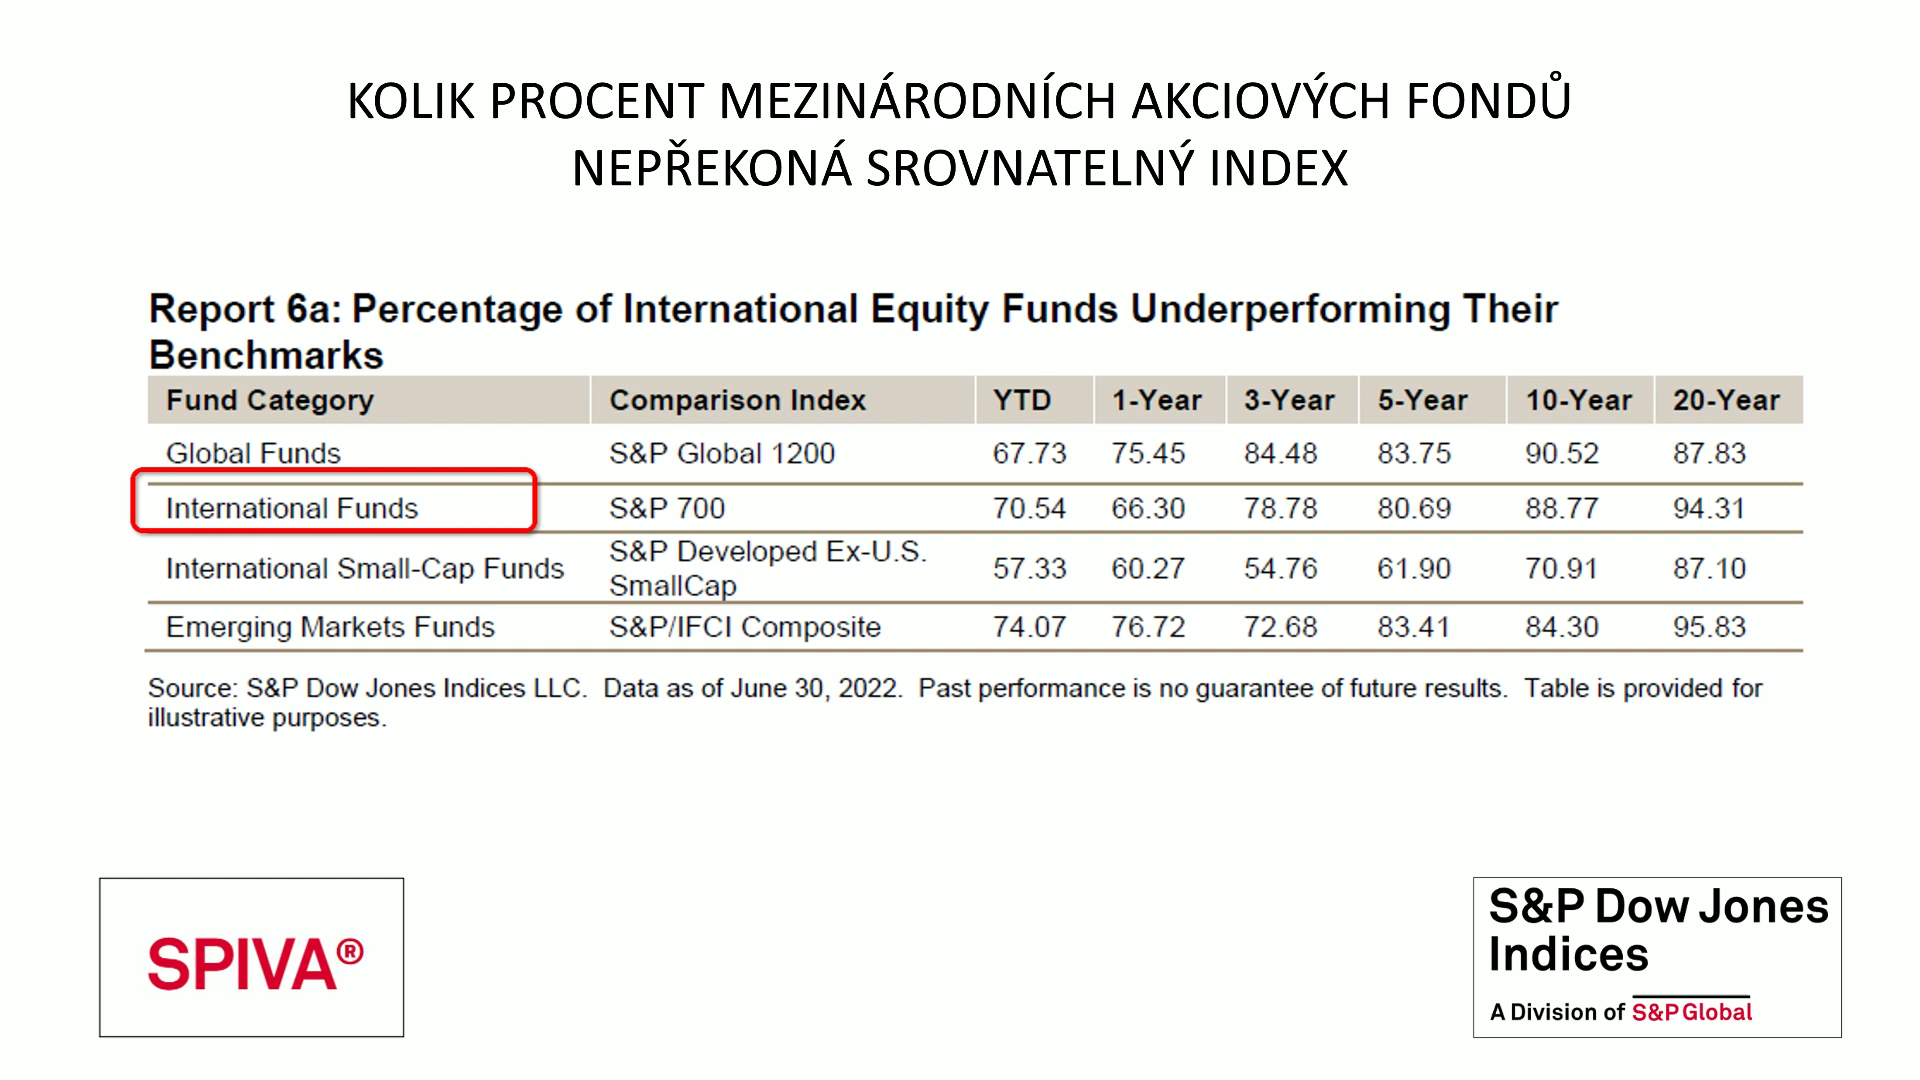 KOLIK PROCENT MEZINÁRODNÍCH AKCIOVÝCH FONDŮ
NEPŘEKONÁ SROVNATELNÝ INDEX
Report 6a: Percentage of International Equity Funds Underperforming Their
Benchmarks
Fund Category Comparison Index YTD 1-Year 3-Year 5-Year 10-Year 20-Year
Global Funds S&P Global 1200 67.73 75.45 84.48 83.75 90.52 87.83
International Funds S&P 700 70.54 66.30 78.78 80.69 88.77 94.31
International Small-Cap Funds S&P Developed Ex-U.S.
SmallCap 57.33 60.27 54.76 61.90 70.91 87.10
Emerging Markets Funds S&P/IFCI Composite 74.07 76.72 72.68 83.41 84.30 95.83
Source: S&P Dow Jones Indices LLC. Data as of June 30, 2022. Past performance is no guarantee of future results. Table is provided for
illustrative purposes.
SPIVA®
S&P Dow Jones
Indices
A Division of S&P Global